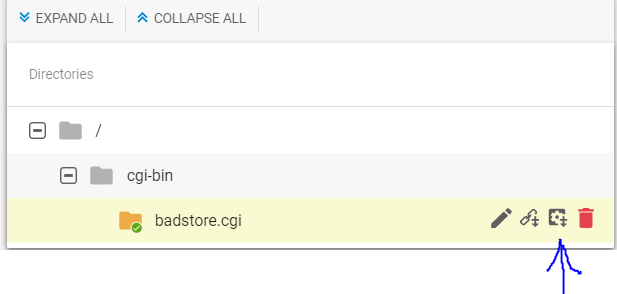 EXPAND ALL COLLAPSE ALL
Directories
/
cgi-bin
badstore.cgi